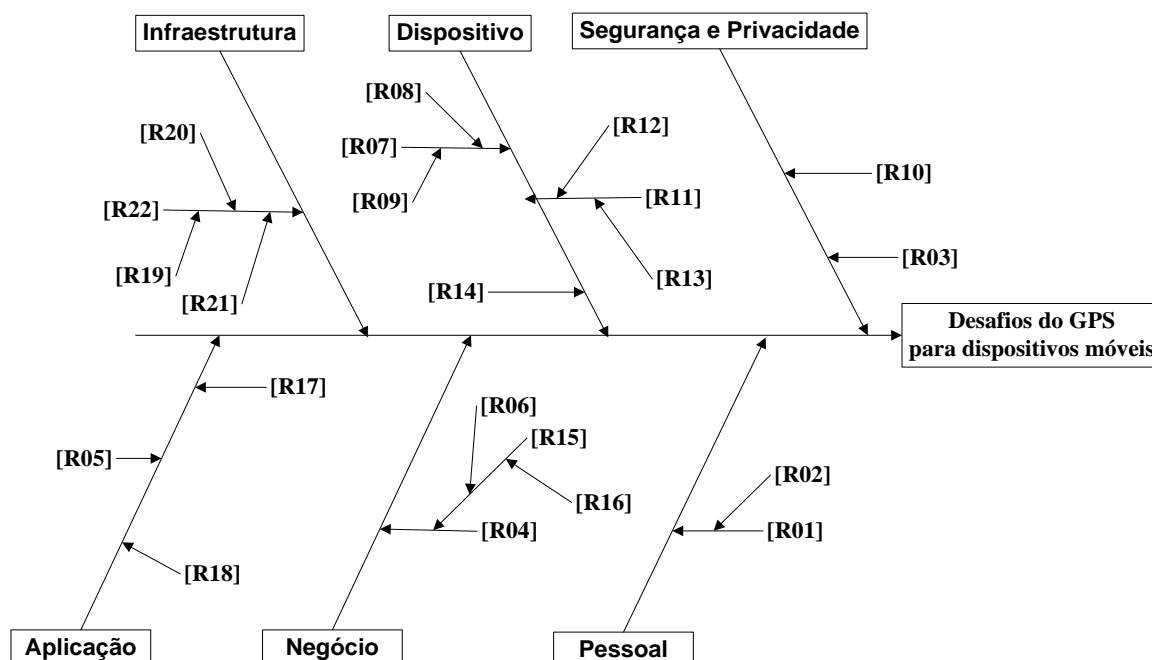 Infraestrutura
Dispositivo
Segurança e Privacidade
[R08]
[R20]
[R12]
[R07]
[R10]
[R22]
[R09]
[R11]
[R19]
[R21]
[R13]
[R03]
[R14]
Desafios do GPS
para dispositivos móveis
[R17]
[R06]
[R15]
[R05]
[R02]
[R16]
[R04]
[R01]
[R18]
Aplicação
Negócio
Pessoal